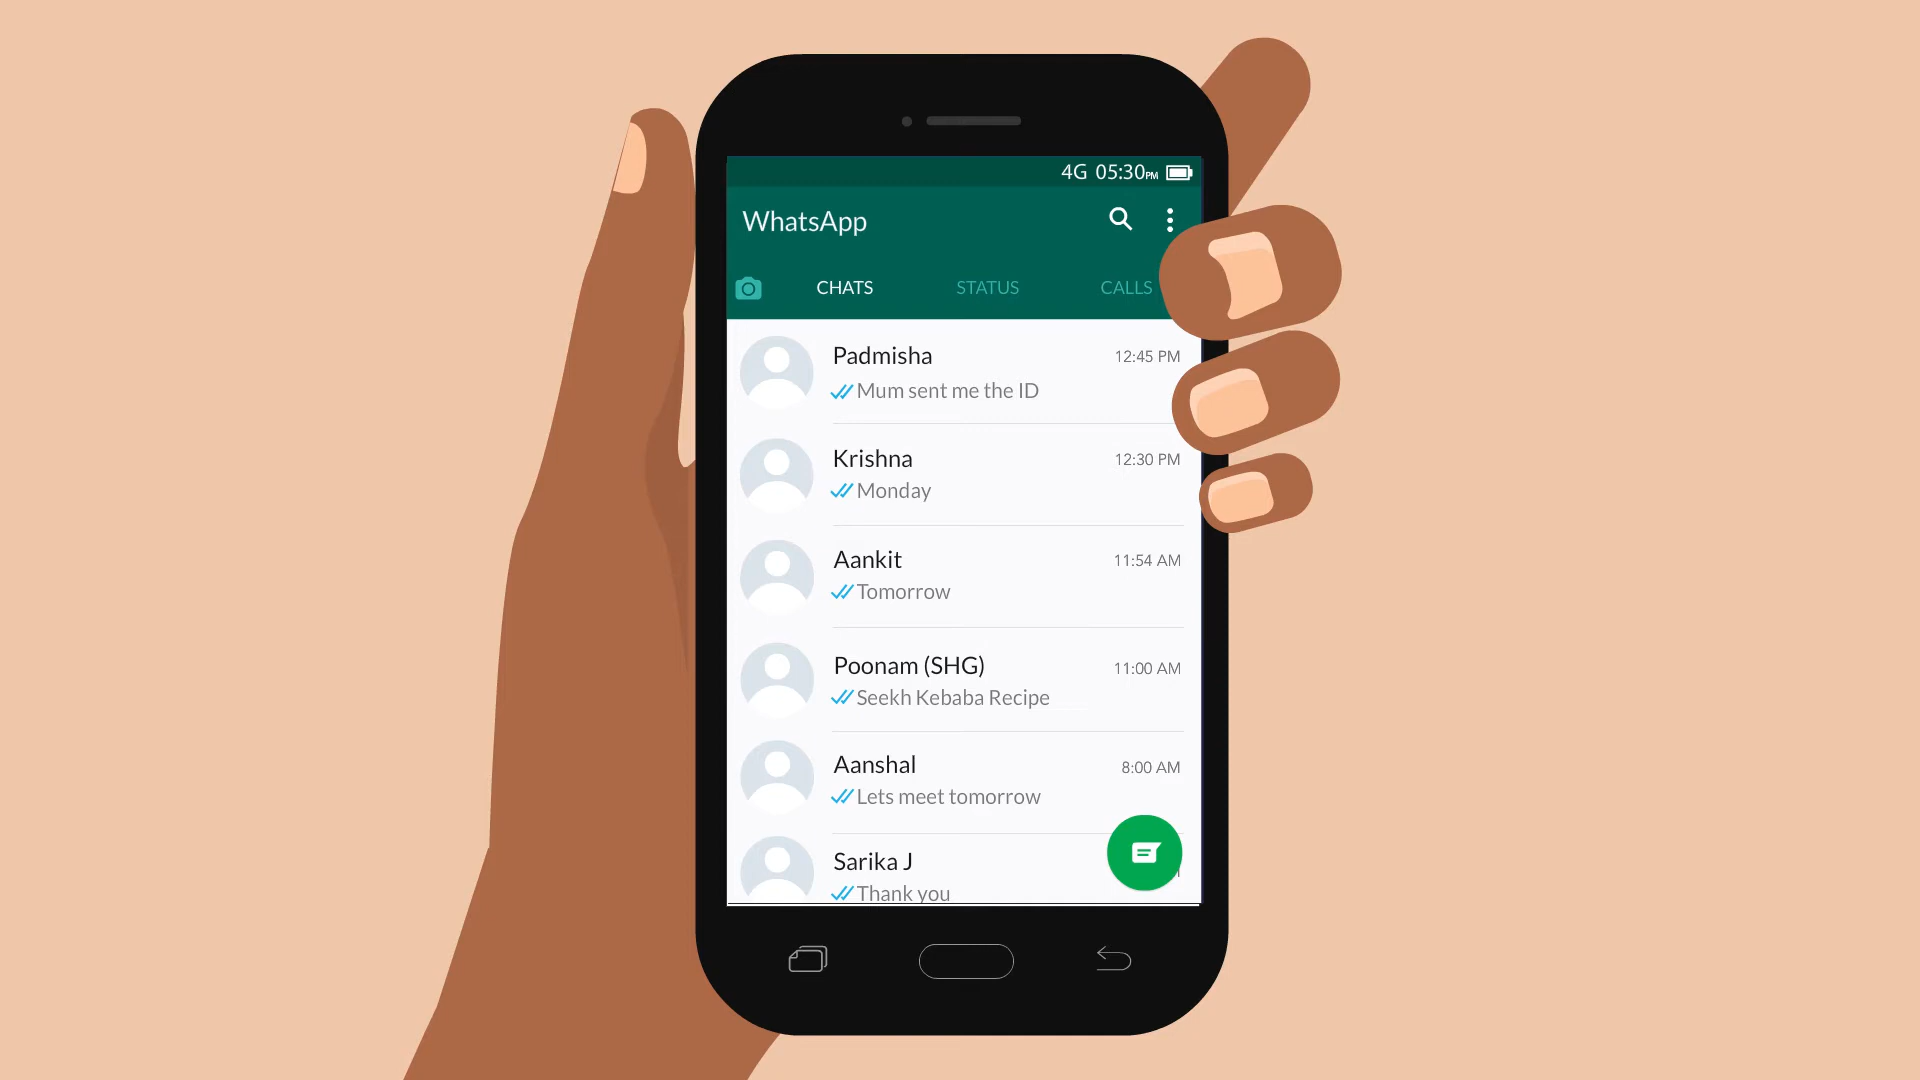 4G 05:30PM
WhatsApp
CHATS STATUS CALLS
Padmisha 12:45 PM
Mum sent me the ID
Krishna 12:30 PM
Monday
Aankit 11:54 AM
Tomorrow
Poonam (SHG) 11:00 AM
Seekh Kebaba Recipe
Aanshal 8:00 AM
Lets meet tomorrow
Sarika J
Thank you